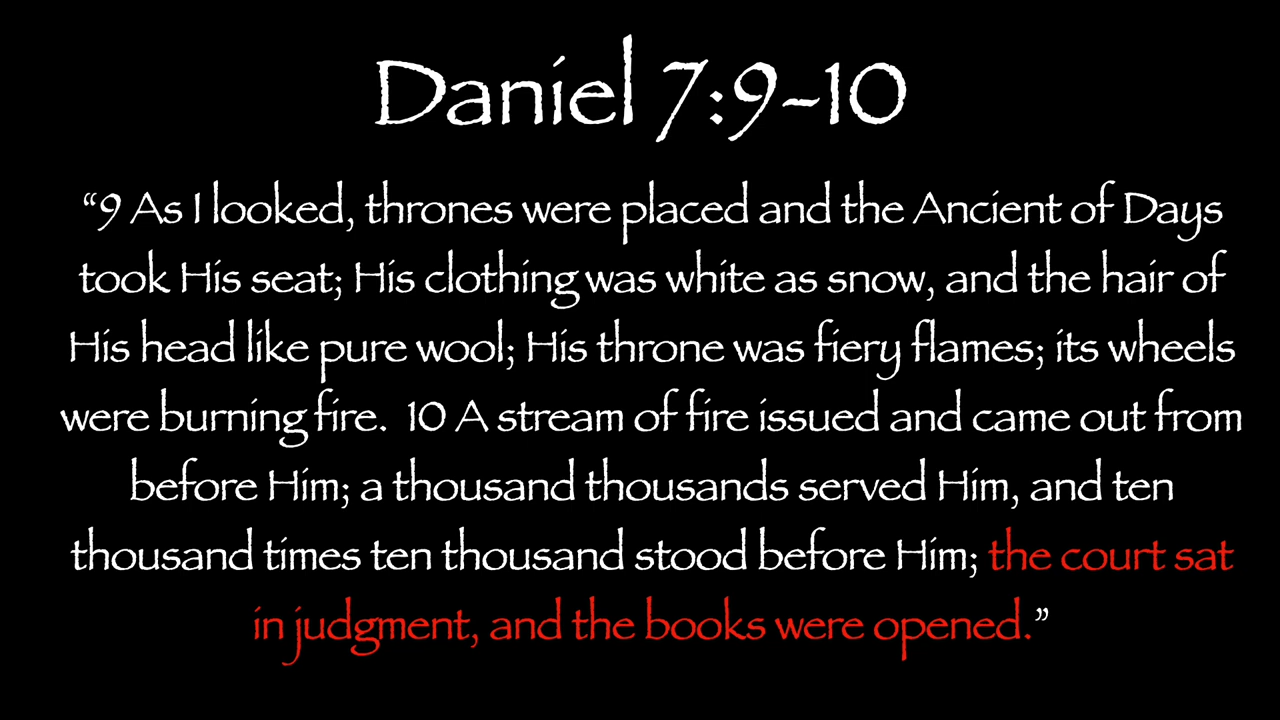 Daniel 7:9-10
“9 As I looked, thrones were placed and the Ancient of Days
took His seat; His clothing was white as snow, and the hair of
His head like pure wool; His throne was fiery flames; its wheels
were burning fire.  10 A stream of fire issued and came out from
before Him; a thousand thousands served Him, and ten
thousand times ten thousand stood before Him; the court sat
in judgment, and the books were opened.”